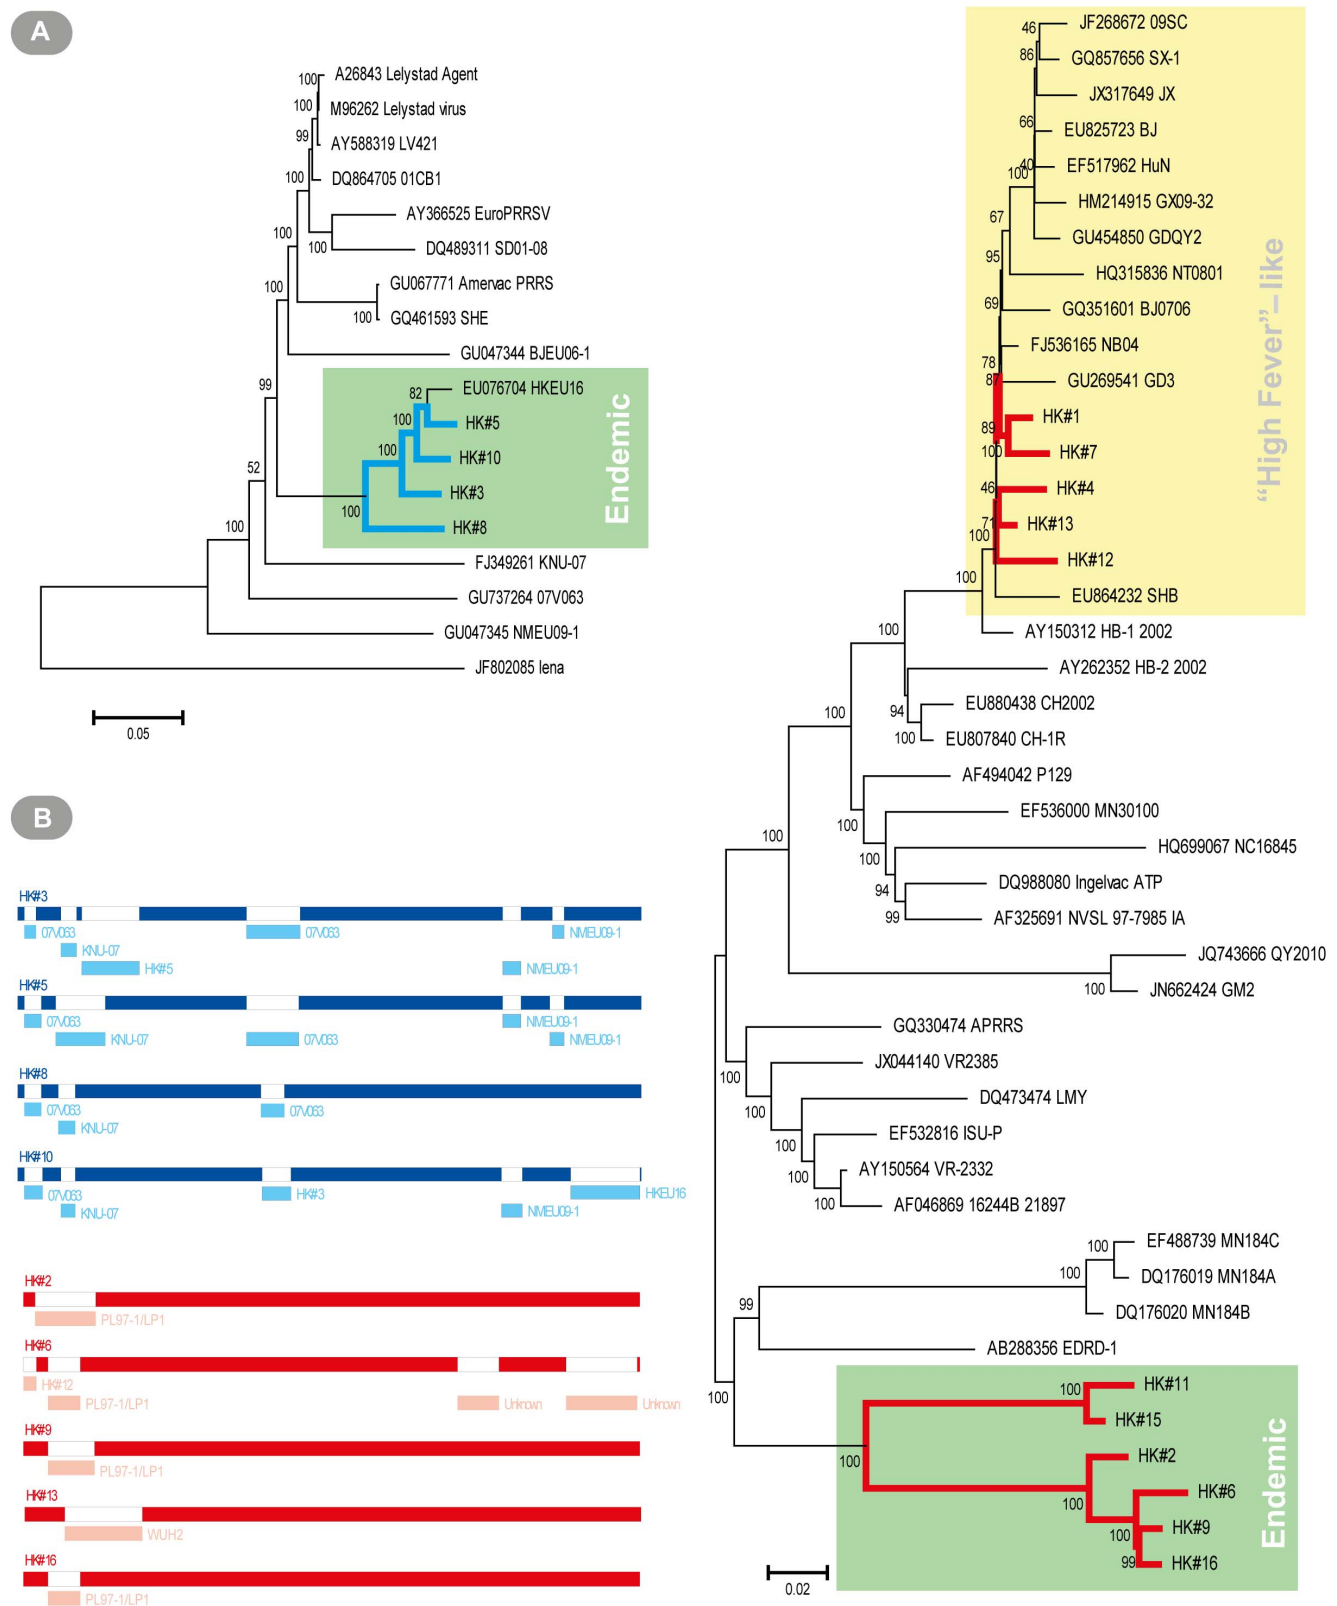 A
100
A26843 Lelystad Agent
100
M96262 Lelystad virus
99
AY588319 LV421
100
DQ864705 01CB1
AY366525 EuroPRRSV
100
100
DQ489311 SD01-08
100
GU067771 Amervac PRRS
100
GQ461593 SHE
GU047344 BJEU06-1
99
82
EU076704 HKEU16
100
HK#5
100
HK#10
52
HK#3
100
HK#8
Endemic
100
FJ349261 KNU-07
GU737264 07V063
GU047345 NMEU09-1
JF802085 lena
0.05
46
JF268672 09SC
86
GQ857656 SX-1
JX317649 JX
66
EU825723 BJ
40
EF517962 HuN
100
HM214915 GX09-32
67
GU454850 GDQY2
95
HQ315836 NT0801
69
GQ351601 BJ0706
FJ536165 NB04
78
87
GU269541 GD3
HK#1
89
100
HK#7
46
HK#4
71
HK#13
100
HK#12
"High Fever"–like
100
EU864232 SHB
100
AY150312 HB-1 2002
AY262352 HB-2 2002
100
94
EU880438 CH2002
100
EU807840 CH-1R
AF494042 P129
100
100
EF536000 MN30100
100
HQ699067 NC16845
94
DQ988080 Ingelvac ATP
99
AF325691 NVSL 97-7985 IA
JQ743666 QY2010
100
JN662424 GM2
GQ330474 APRRS
100
JX044140 VR2385
100
DQ473474 LMY
100
EF532816 ISU-P
100
AY150564 VR-2332
100
AF046869 16244B 21897
100
EF488739 MN184C
100
DQ176019 MN184A
99
DQ176020 MN184B
AB288356 EDRD-1
100
100
HK#11
HK#15
100
HK#2
100
HK#6
100
HK#9
99
HK#16
Endemic
0.02
B
HK#3
07V063
07V063
NMEU09-1
KNU-07
HK#5
NMEU09-1
HK#5
07V063
NMEU09-1
KNU-07
07V063
NMEU09-1
HK#8
07V063
07V063
KNU-07
HK#10
07V063
HK#3
HKEU16
KNU-07
NMEU09-1
HK#2
PL97-1/LP1
HK#6
HK#12
PL97-1/LP1
Unknown
Unknown
HK#9
PL97-1/LP1
HK#13
WUH2
HK#16
PL97-1/LP1